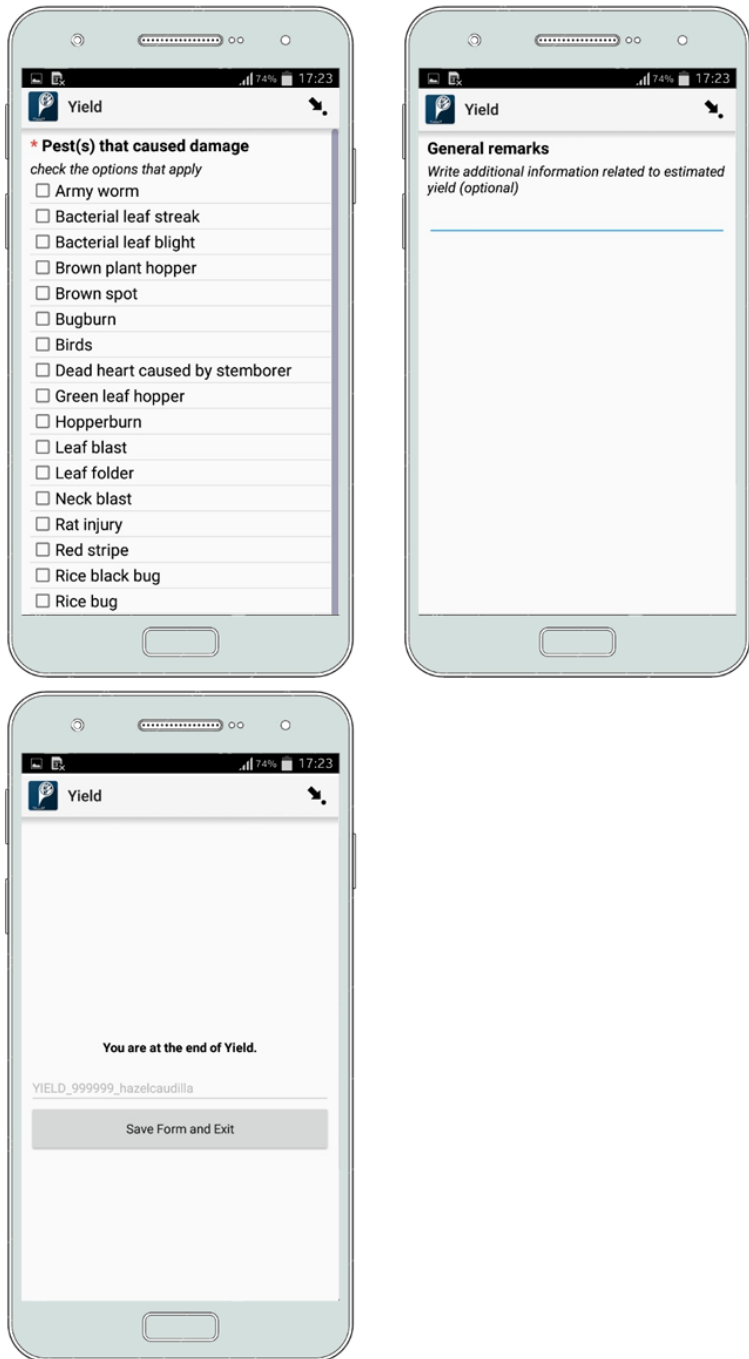 74% 17:23
Yield
* Pest(s) that caused damage
check the options that apply
Army worm
Bacterial leaf streak
Bacterial leaf blight
Brown plant hopper
Brown spot
Bugburn
Birds
Dead heart caused by stemborer
Green leaf hopper
Hopperburn
Leaf blast
Leaf folder
Neck blast
Rat injury
Red stripe
Rice black bug
Rice bug
74% 17:23
Yield
General remarks
Write additional information related to estimated
yield (optional)
74% 17:23
Yield
You are at the end of Yield.
YIELD_999999_hazelcaudilla
Save Form and Exit